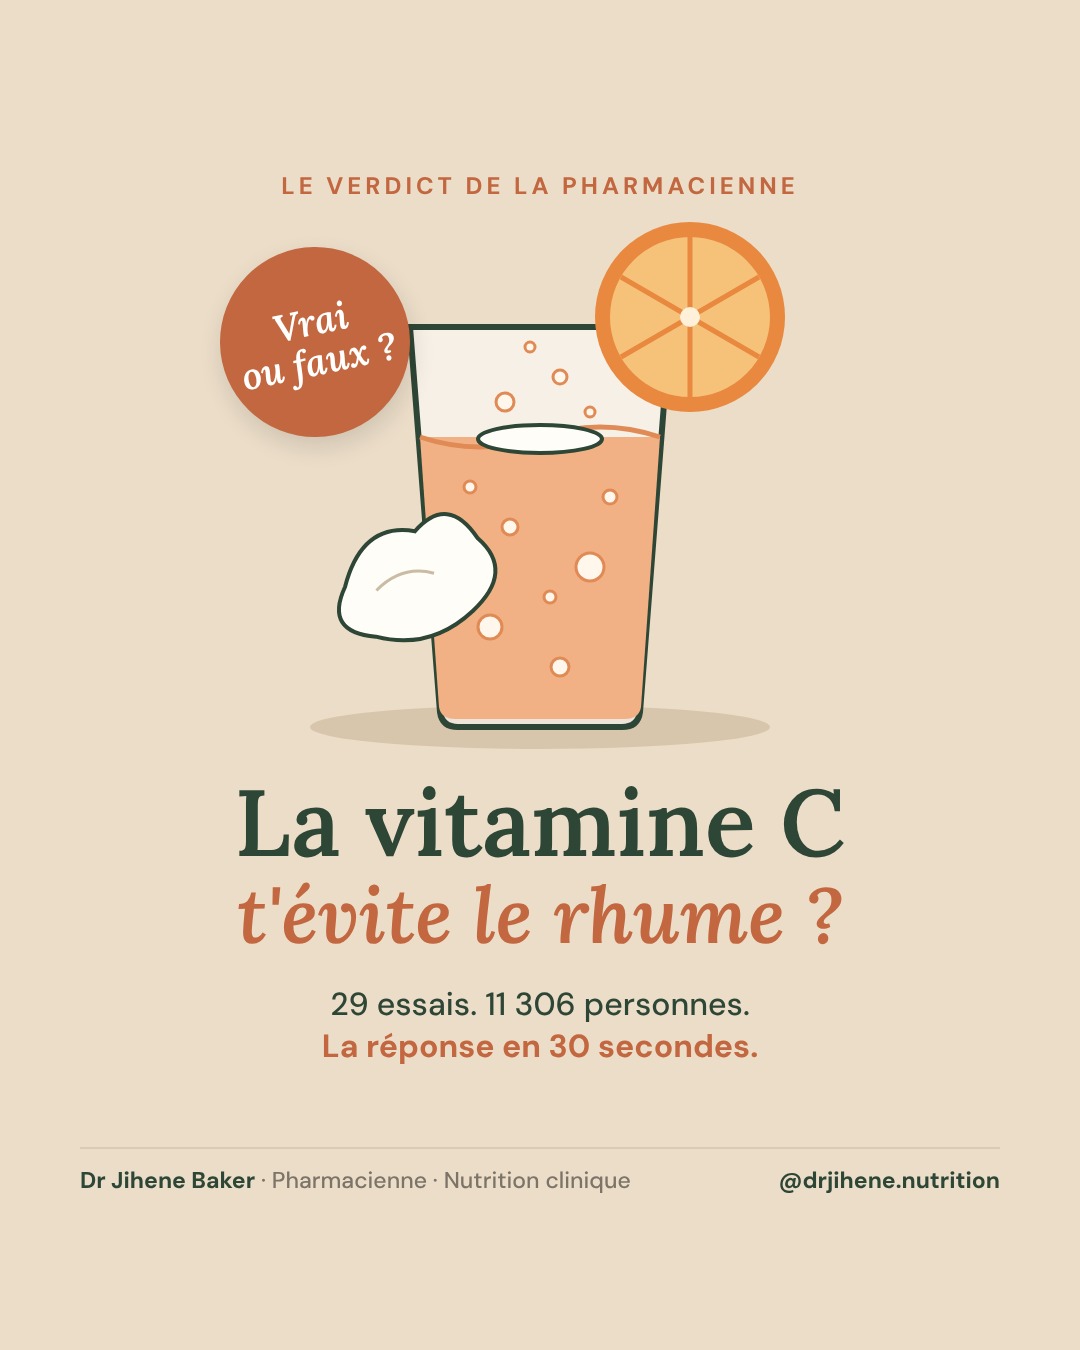 LE VERDICT DE LA PHARMACIENNE
Vrai
ou faux ?
La vitamine C
t'évite le rhume ?
29 essais. 11 306 personnes.
La réponse en 30 secondes.
Dr Jihene Baker · Pharmacienne · Nutrition clinique
@drjihene.nutrition